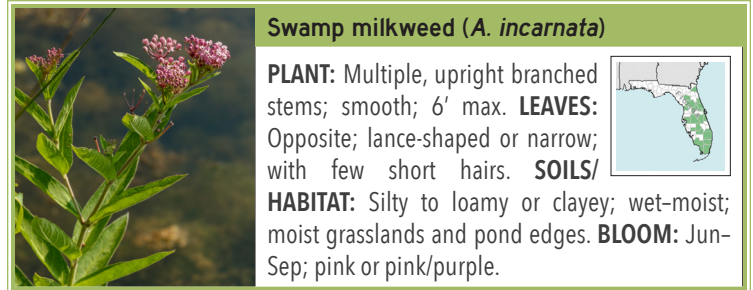 Swamp milkweed (A. incarnata)
PLANT: Multiple, upright branched
stems; smooth; 6’ max. LEAVES:
Opposite; lance-shaped or narrow;
with few short hairs. SOILS/
HABITAT: Silty to loamy or clayey; wet–moist;
moist grasslands and pond edges. BLOOM: Jun–
Sep; pink or pink/purple.